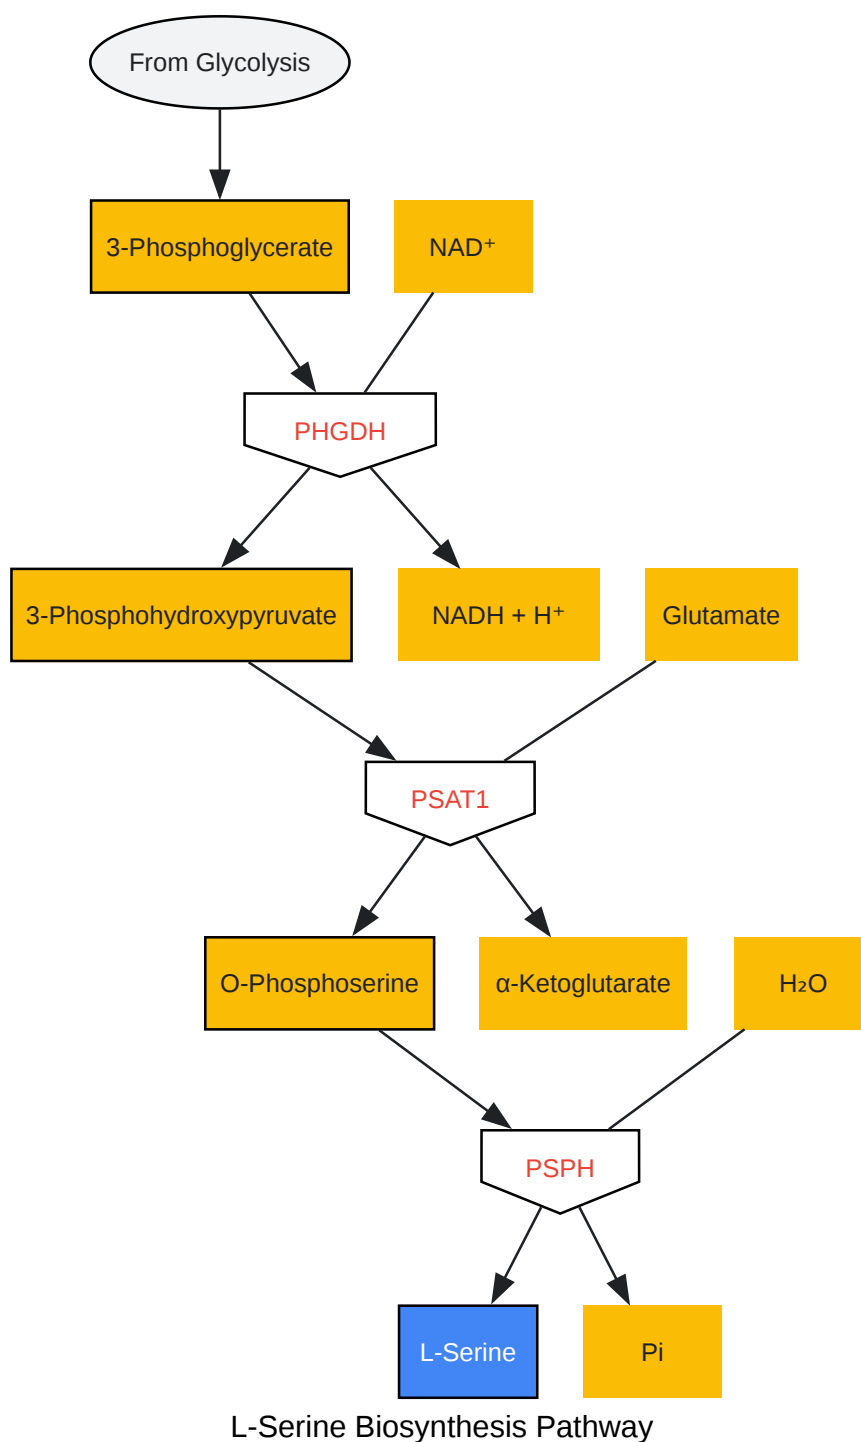 From Glycolysis
3-Phosphoglycerate
NAD⁺
PHGDH
3-Phosphohydroxypyruvate
NADH + H⁺
Glutamate
PSAT1
O-Phosphoserine
α-Ketoglutarate
H₂O
PSPH
L-Serine
Pi
L-Serine Biosynthesis Pathway